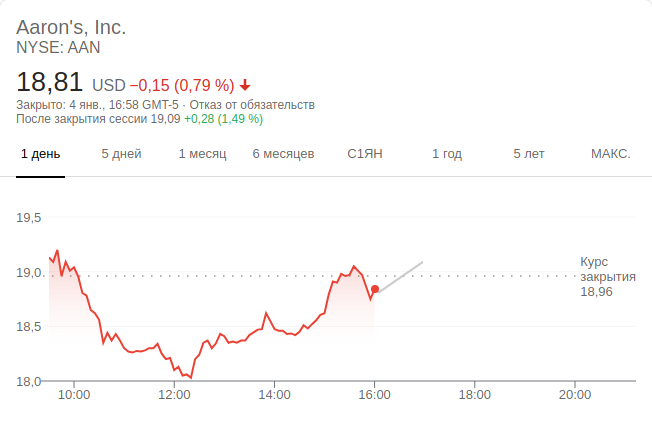 Aaron's, Inc.
NYSE: AAN
18,81 USD −0,15 (0,79 %)
Закрыто: 4 янв., 16:58 GMT-5 · Отказ от обязательств
После закрытия сессии 19,09 +0,28 (1,49 %)
1 день 5 дней 1 месяц 6 месяцев С1ЯН 1 год 5 лет МАКС.
19,5
19,0
18,5
18,0
Курс
закрытия
18,96
10:00 12:00 14:00 16:00 18:00 20:00